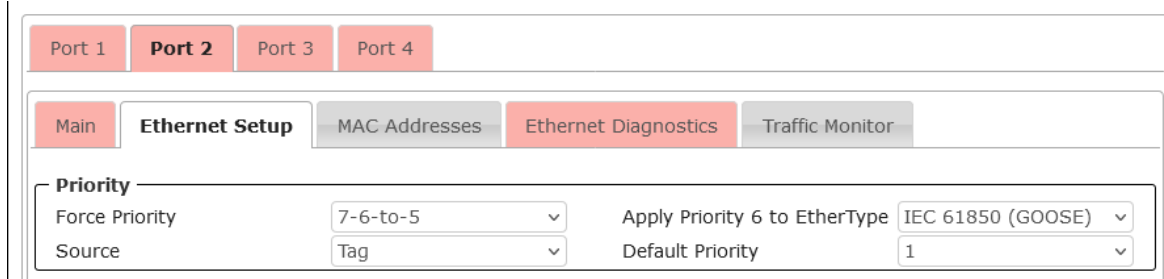 Port 1 Port 2 Port 3 Port 4
Main Ethernet Setup MAC Addresses Ethernet Diagnostics Traffic Monitor
Priority
Force Priority 7-6-to-5 Apply Priority 6 to EtherType IEC 61850 (GOOSE)
Source Tag Default Priority 1